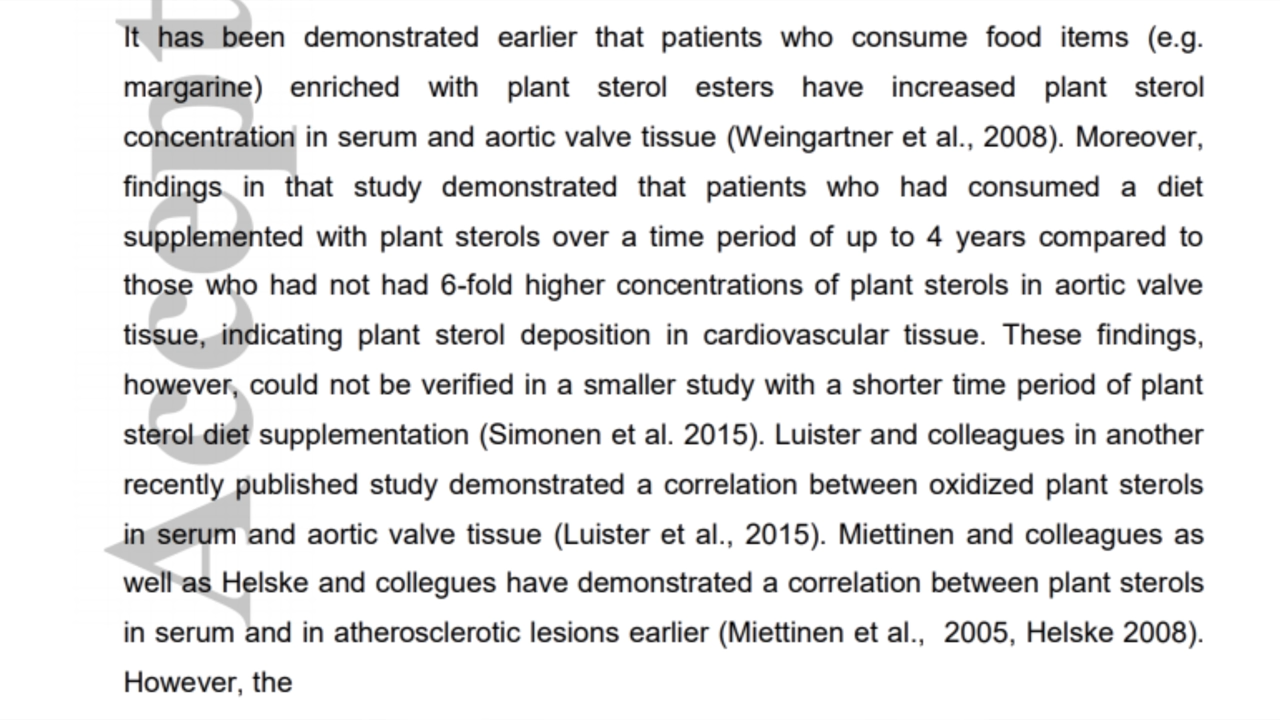 It has been demonstrated earlier that patients who consume food items (e.g.
margarine) enriched with plant sterol esters have increased plant sterol
concentration in serum and aortic valve tissue (Weingartner et al., 2008). Moreover,
findings in that study demonstrated that patients who had consumed a diet
supplemented with plant sterols over a time period of up to 4 years compared to
those who had not had 6-fold higher concentrations of plant sterols in aortic valve
tissue, indicating plant sterol deposition in cardiovascular tissue. These findings,
however, could not be verified in a smaller study with a shorter time period of plant
sterol diet supplementation (Simonen et al. 2015). Luister and colleagues in another
recently published study demonstrated a correlation between oxidized plant sterols
in serum and aortic valve tissue (Luister et al., 2015). Miettinen and colleagues as
well as Helske and collegues have demonstrated a correlation between plant sterols
in serum and in atherosclerotic lesions earlier (Miettinen et al., 2005, Helske 2008).
However, the
Accept